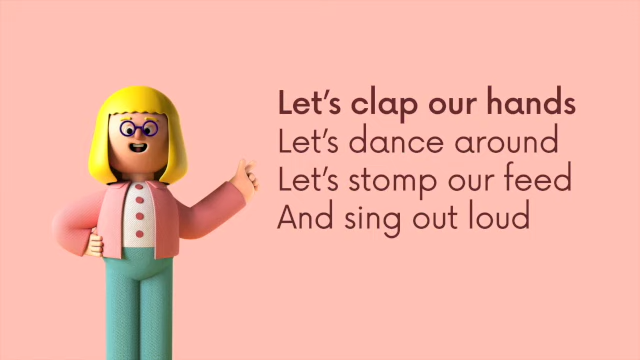 Let's clap our hands
Let's dance around
Let's stomp our feed
And sing out loud